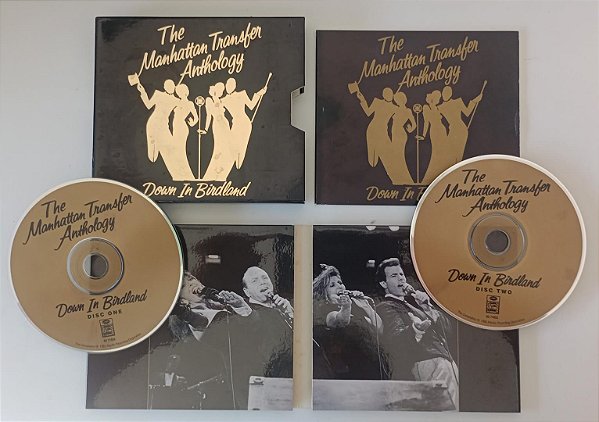 The
Manhattan Transfer
Anthology
Down In Birdland
The
Manhattan Transfer
Anthology
Down In
The
Manhattan Transfer
Anthology
Down In Birdland
DISC ONE
The
Manhattan Transfer
Anthology
Down In Birdland
DISC TWO